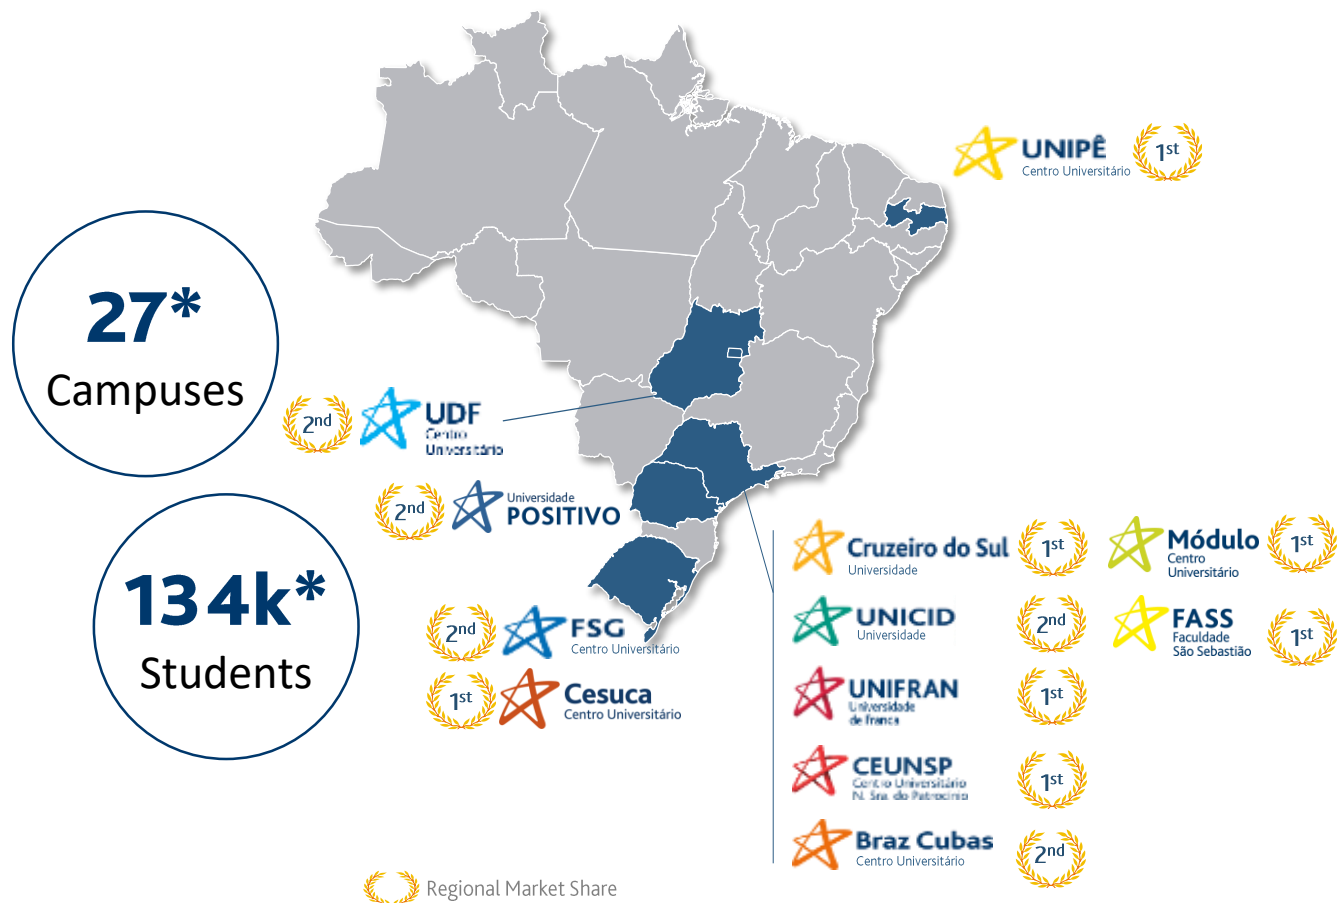 UNIPÊ
Centro Universitário
1st
27*
Campuses
2nd
UDF
Centro
Universitário
2nd
Universidade
POSITIVO
134k*
Students
2nd
FSG
Centro Universitário
1st
Cesuca
Centro Universitário
Cruzeiro do Sul
Universidade
1st
Módulo
Centro
Universitário
1st
UNICID
Universidade
2nd
FASS
Faculdade
São Sebastião
1st
UNIFRAN
Universidade
de Franca
1st
CEUNSP
Centro Universitário
N. Sra. do Patrocínio
1st
Braz Cubas
Centro Universitário
2nd
Regional Market Share